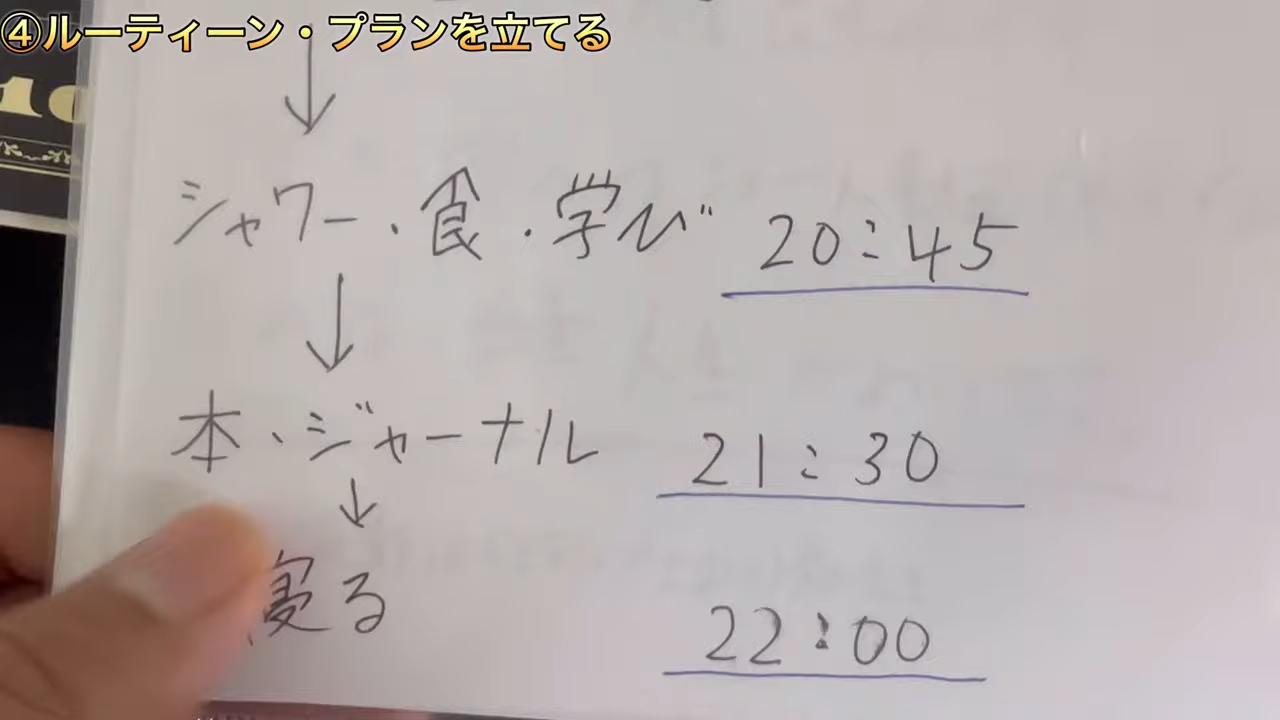 ④ルーティーン・プランを立てる
シャワー・食・学び 20:45
本、ジャーナル 21:30
寝る 22:00